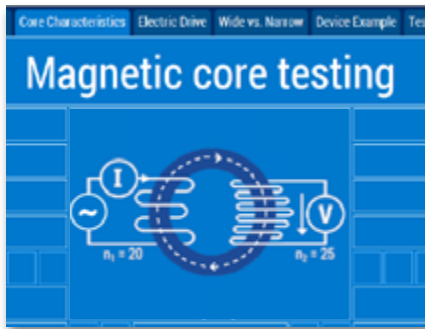 Core Characteristics Electric Drive Wide vs. Narrow Device Example
Magnetic core testing
I
~ V
n₁ = 20 n₂ = 25